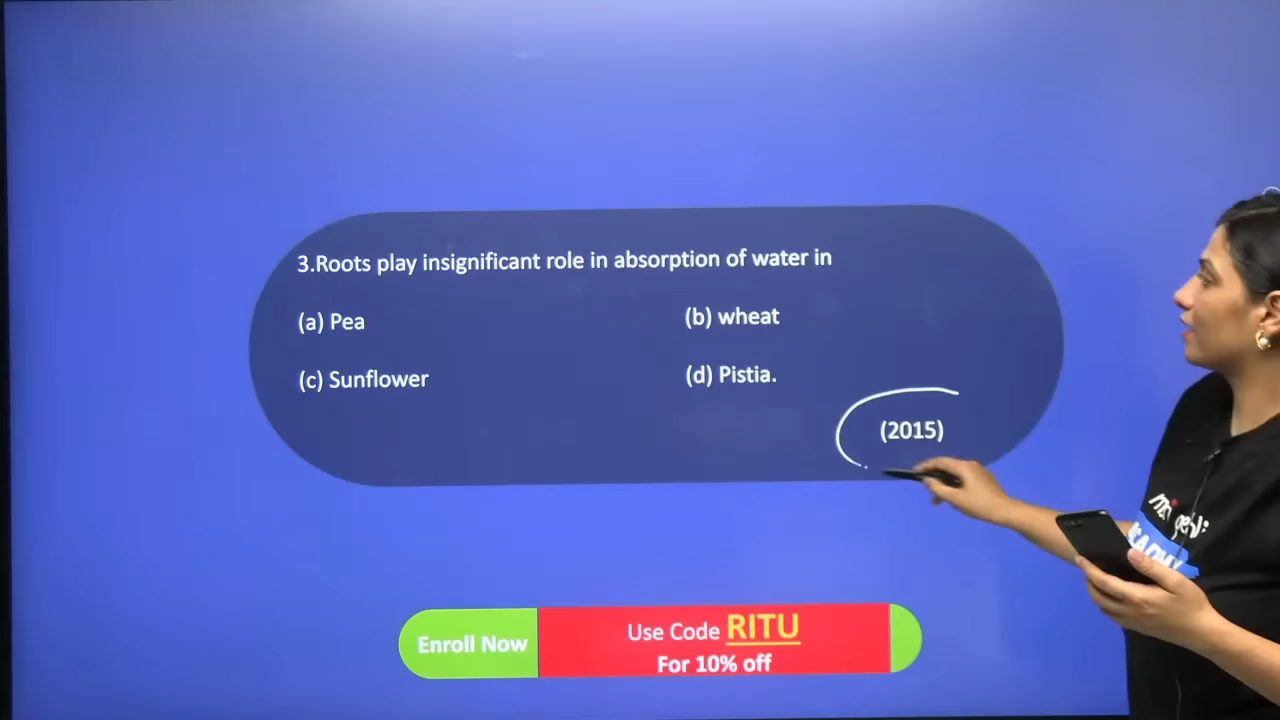 3.Roots play insignificant role in absorption of water in
(a) Pea
(b) wheat
(c) Sunflower
(d) Pistia.
(2015)
Enroll Now
Use Code RITU
For 10% off